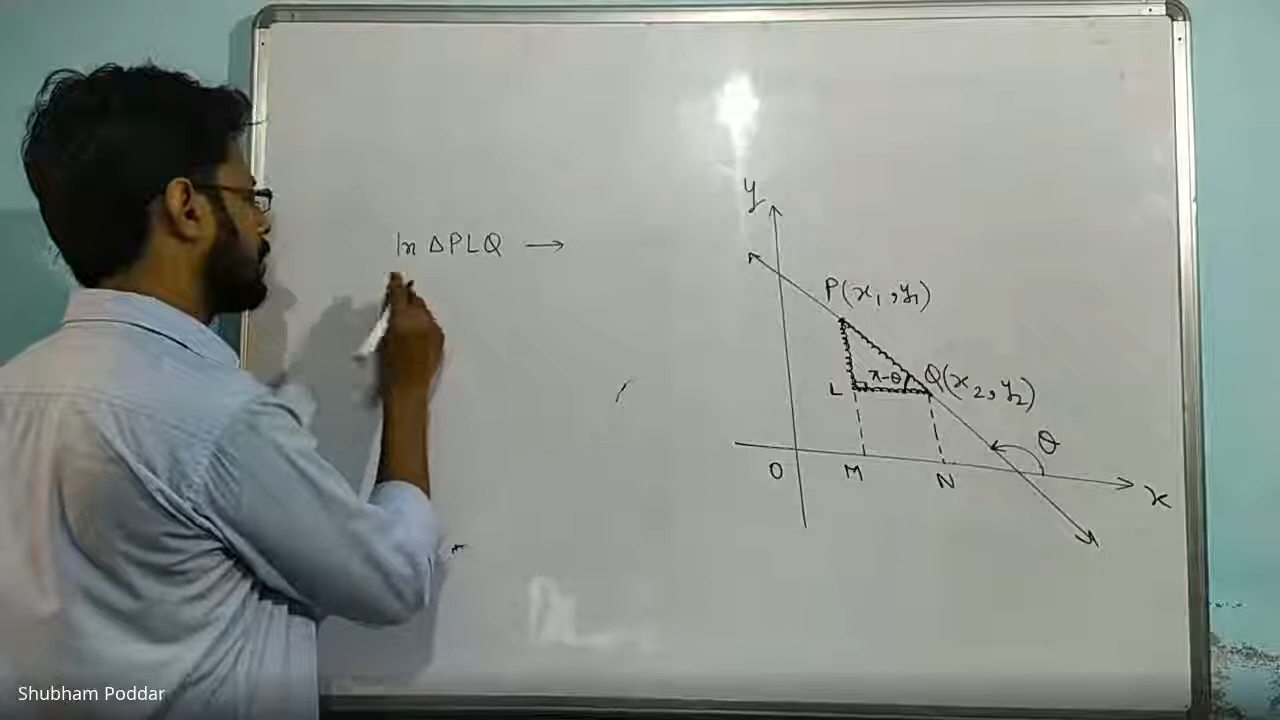 In ΔPLQ →
y
P(x₁,y₁)
π-θ
Q(x₂,y₂)
L
θ
O
M
N
x
Shubham Poddar